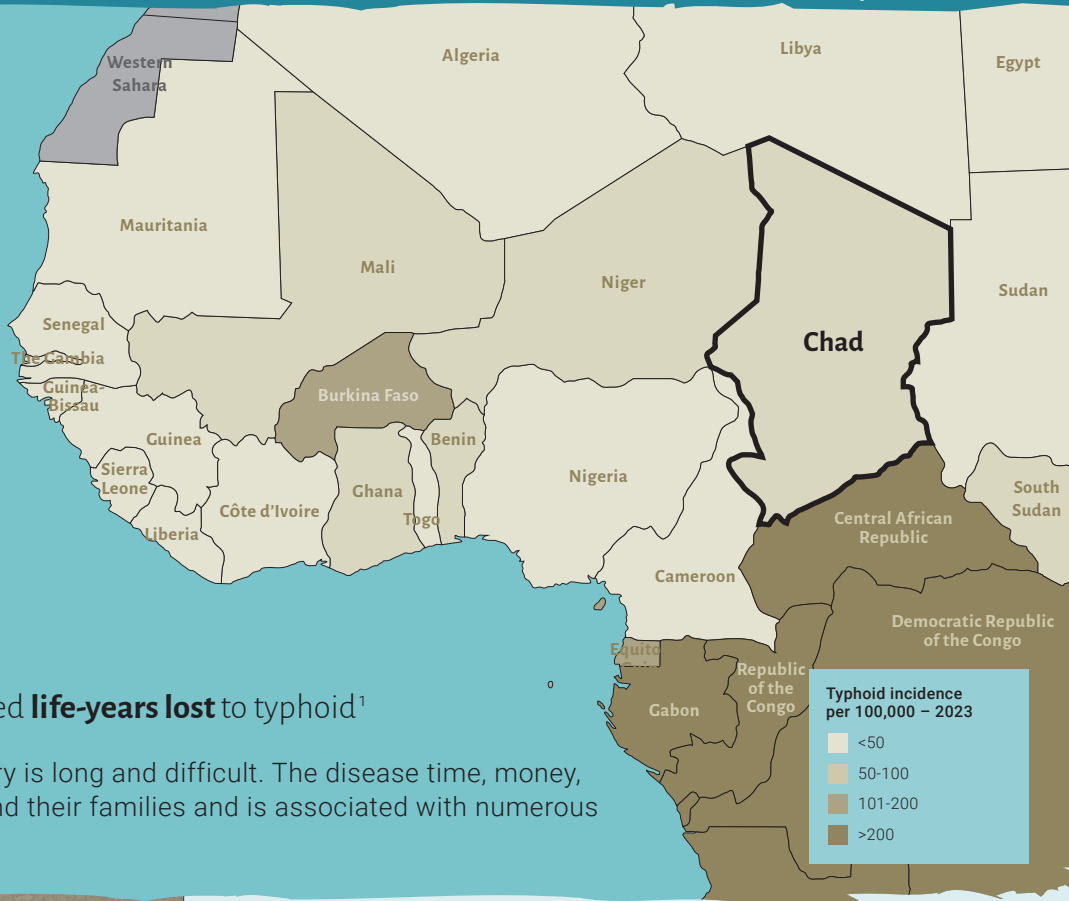 Western
Sahara
Algeria
Libya
Egypt
Mauritania
Mali
Niger
Chad
Sudan
Senegal
The Gambia
Guinea-
Bissau
Guinea
Sierra
Leone
Liberia
Côte d'Ivoire
Burkina Faso
Ghana
Togo
Benin
Nigeria
Cameroon
Central African
Republic
South
Sudan
Democratic Republic
of the Congo
Republic
of the
Congo
Gabon
Typhoid incidence
per 100,000 – 2023
<50
50-100
101-200
>200
ed life-years lost to typhoid¹
ry is long and difficult. The disease time, money,
nd their families and is associated with numerous